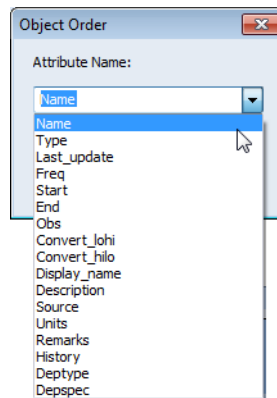 Object Order
Attribute Name:
Name
Name
Type
Last_update
Freq
Start
End
Obs
Convert_lohi
Convert_hilo
Display_name
Description
Source
Units
Remarks
History
Deptype
Depspec